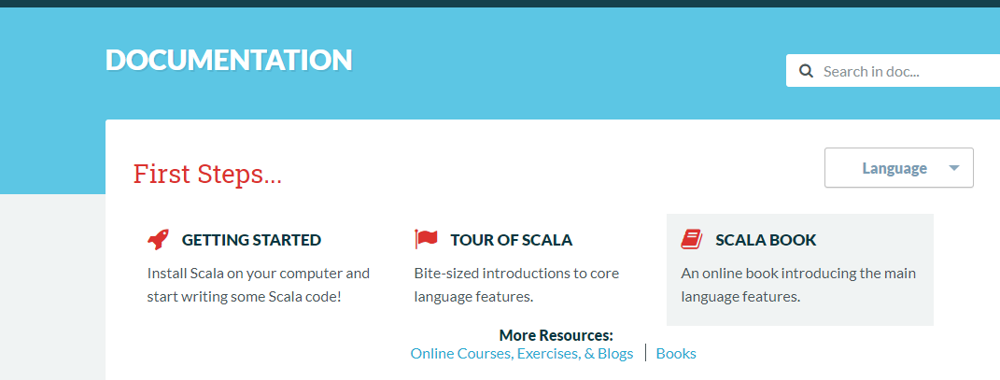 DOCUMENTATION
Search in doc...
First Steps...
Language
GETTING STARTED
Install Scala on your computer and
start writing some Scala code!
TOUR OF SCALA
Bite-sized introductions to core
language features.
SCALA BOOK
An online book introducing the main
language features.
More Resources:
Online Courses, Exercises, & Blogs | Books